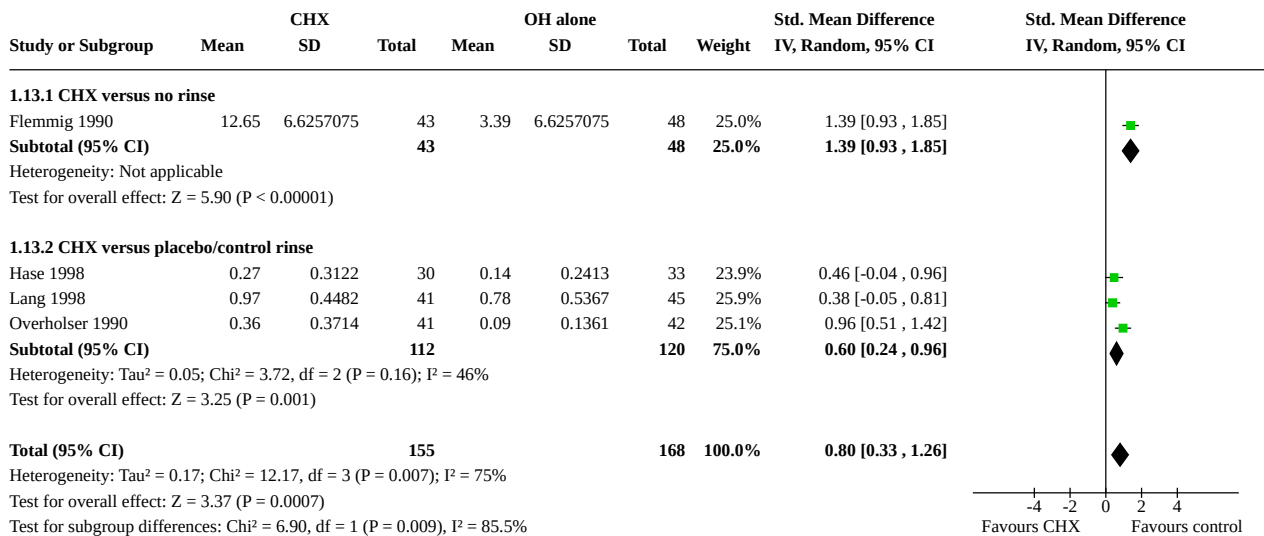 CHX OH alone Std. Mean Difference Std. Mean Difference
Study or Subgroup Mean SD Total Mean SD Total Weight IV, Random, 95% CI IV, Random, 95% CI
1.13.1 CHX versus no rinse
Flemmig 1990 12.65 6.6257075 43 3.39 6.6257075 48 25.0% 1.39 [0.93 , 1.85]
Subtotal (95% CI) 43 48 25.0% 1.39 [0.93 , 1.85]
Heterogeneity: Not applicable
Test for overall effect: Z = 5.90 (P < 0.00001)
1.13.2 CHX versus placebo/control rinse
Hase 1998 0.27 0.3122 30 0.14 0.2413 33 23.9% 0.46 [-0.04 , 0.96]
Lang 1998 0.97 0.4482 41 0.78 0.5367 45 25.9% 0.38 [-0.05 , 0.81]
Overholser 1990 0.36 0.3714 41 0.09 0.1361 42 25.1% 0.96 [0.51 , 1.42]
Subtotal (95% CI) 112 120 75.0% 0.60 [0.24 , 0.96]
Heterogeneity: Tau² = 0.05; Chi² = 3.72, df = 2 (P = 0.16); I² = 46%
Test for overall effect: Z = 3.25 (P = 0.001)
Total (95% CI) 155 168 100.0% 0.80 [0.33 , 1.26]
Heterogeneity: Tau² = 0.17; Chi² = 12.17, df = 3 (P = 0.007); I² = 75%
Test for overall effect: Z = 3.37 (P = 0.0007)
-4 -2 0 2 4
Test for subgroup differences: Chi² = 6.90, df = 1 (P = 0.009), I² = 85.5%
Favours CHX Favours control